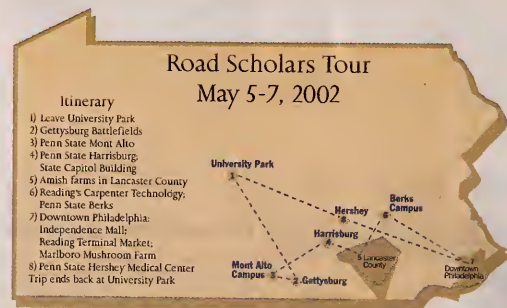 Road Scholars Tour
May 5-7, 2002
Itinerary
1) Leave University Park
2) Gettysburg Battlefields
3) Penn State Mont Alto
4) Penn State Harrisburg;
State Capitol Building
5) Amish farms in Lancaster County
6) Reading's Carpenter Technology;
Penn State Berks
7) Downtown Philadelphia:
Independence Mall;
Reading Terminal Market;
Marlboro Mushroom Farm
8) Penn State Hershey Medical Center
Trip ends back at University Park
University Park
1
Berks
Campus
6
Hershey
8
Harrisburg
4
5 Lancaster
County
7
Downtown
Philadelphia
Mont Alto
Campus 3
2 Gettysburg